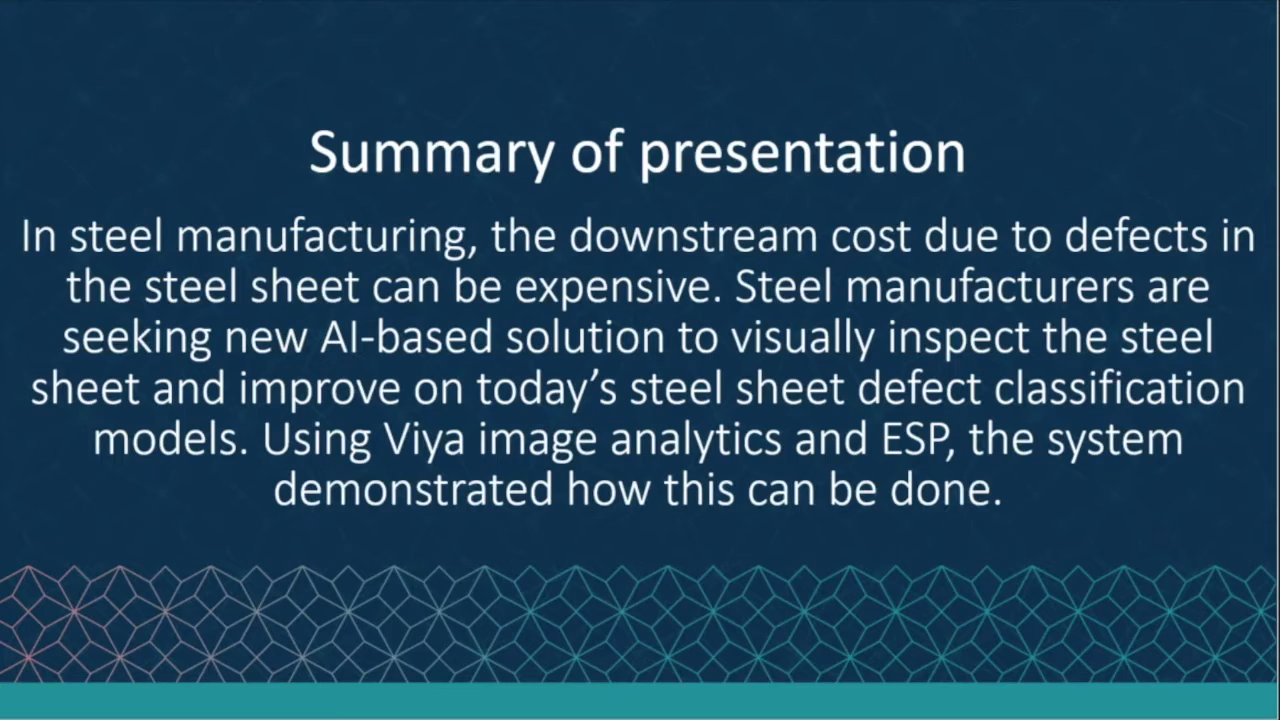 Summary of presentation
In steel manufacturing, the downstream cost due to defects in
the steel sheet can be expensive. Steel manufacturers are
seeking new AI-based solution to visually inspect the steel
sheet and improve on today’s steel sheet defect classification
models. Using Viya image analytics and ESP, the system
demonstrated how this can be done.